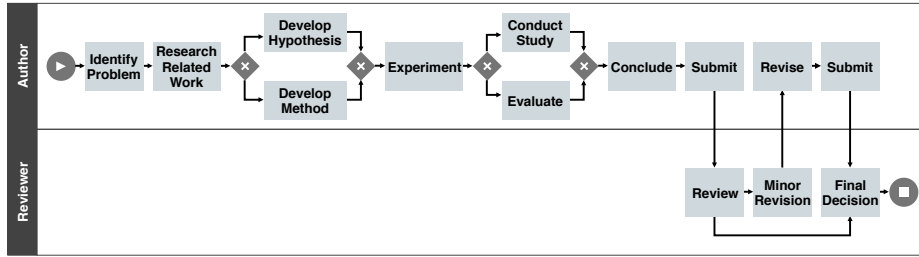 Author
Identify
Problem
Research
Related
Work
Develop
Hypothesis
Develop
Method
Experiment
Conduct
Study
Evaluate
Conclude
Submit
Revise
Submit
Reviewer
Review
Minor
Revision
Final
Decision